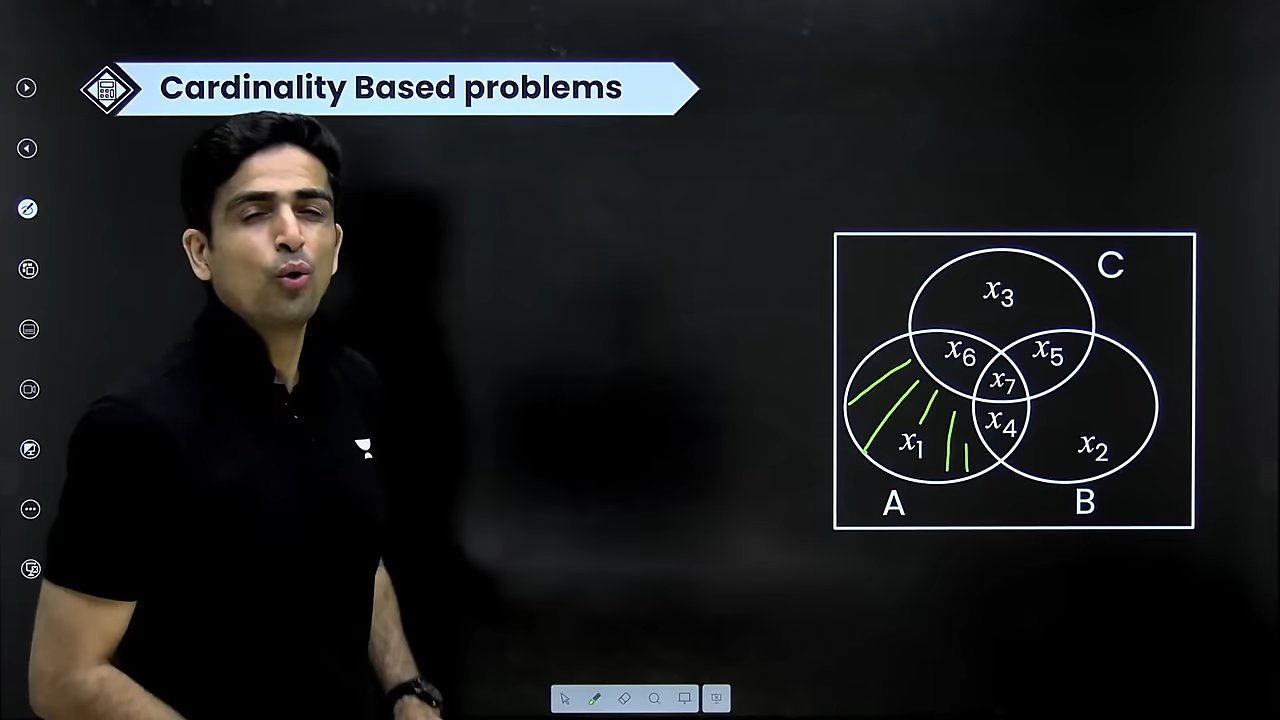 Cardinality Based problems
C
x₃
x₆ x₅
x₇
x₄
x₁ x₂
A B